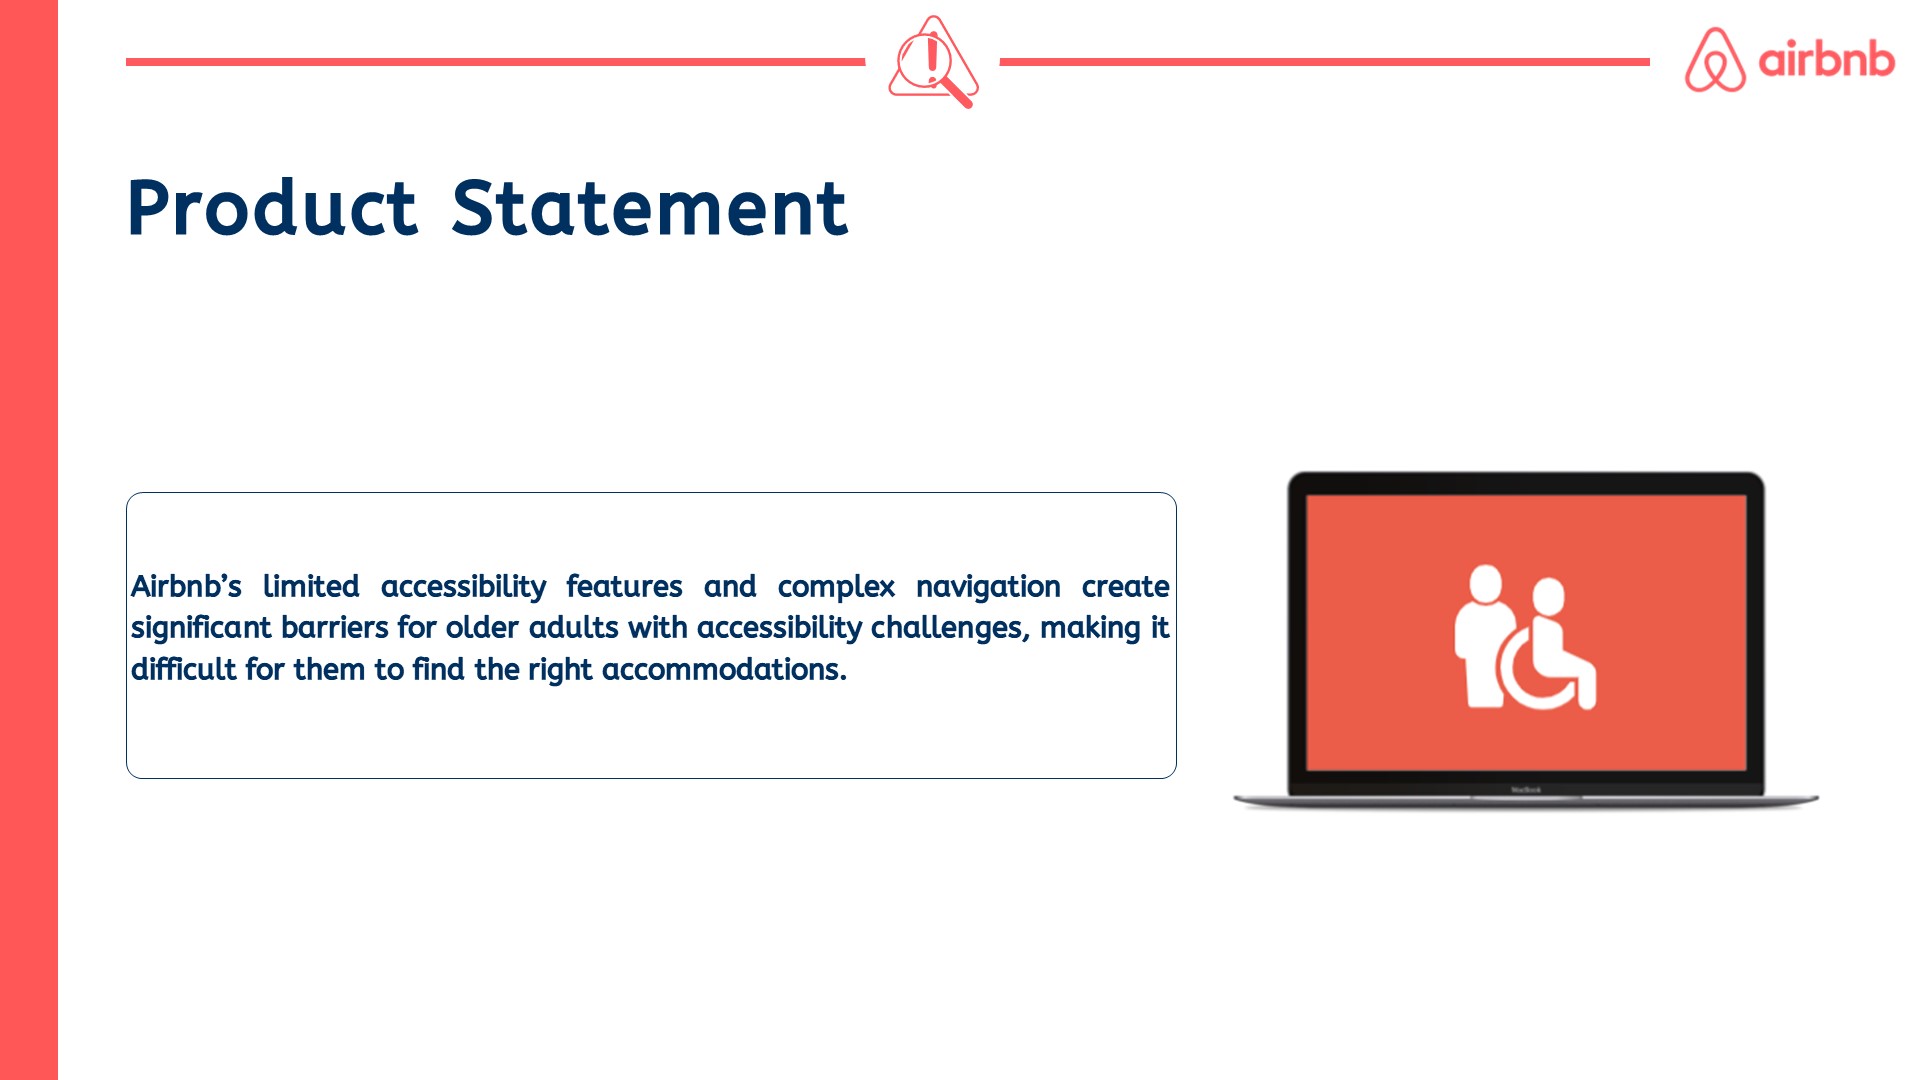 airbnb
Product Statement
Airbnb’s limited accessibility features and complex navigation create
significant barriers for older adults with accessibility challenges, making it
difficult for them to find the right accommodations.
MacBook